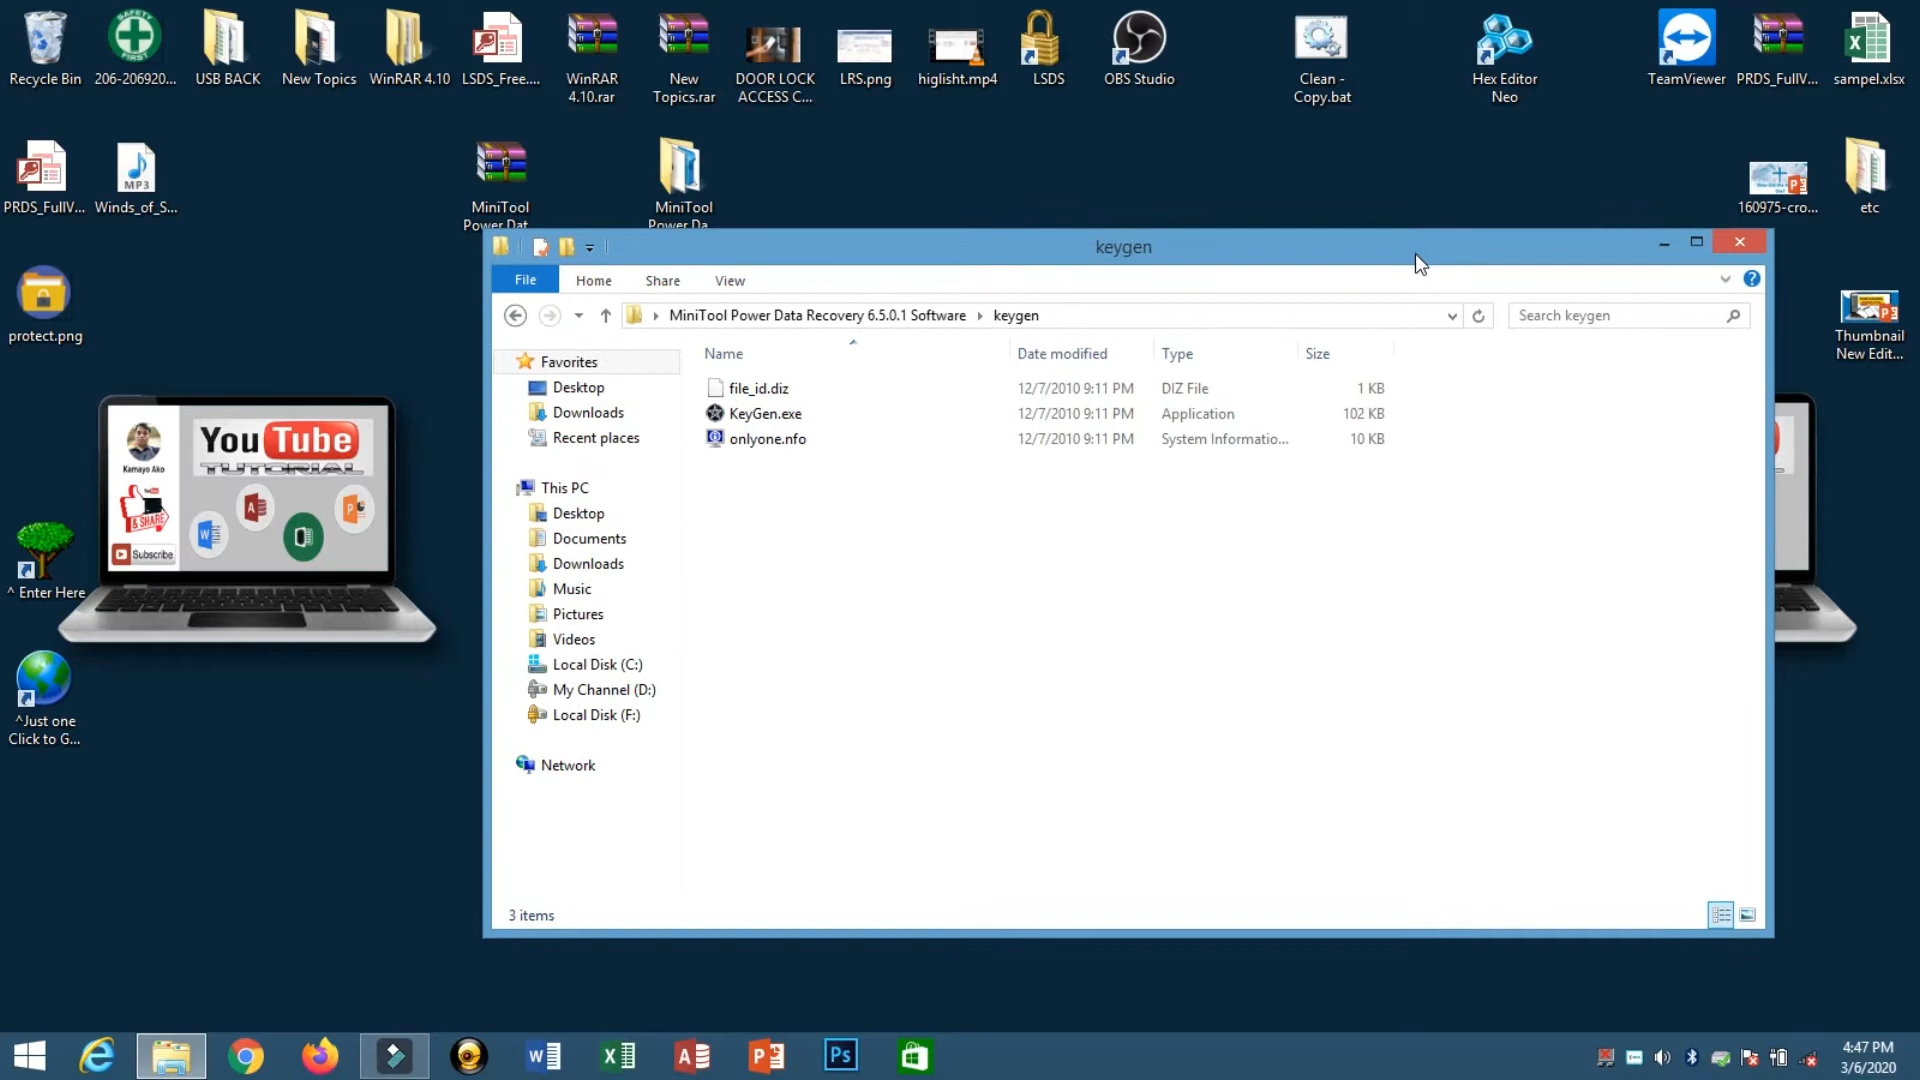 Recycle Bin
206-206920...
USB BACK
New Topics
WinRAR 4.10
LSDS_Free....
WinRAR
4.10.rar
New
Topics.rar
DOOR LOCK
ACCESS C...
LRS.png
higlisht.mp4
LSDS
OBS Studio
Clean -
Copy.bat
Hex Editor
Neo
TeamViewer
PRDS_FullV...
sampel.xlsx
PRDS_FullV...
MP3
Winds_of_S...
MiniTool
Power Dat...
MiniTool
Power Da...
160975-cro...
etc
protect.png
Thumbnail
New Edit...
^ Enter Here
^Just one
Click to G...
Kamayo Ako
& SHARE
Subscribe
YouTube
TUTORIAL
keygen
File
Home
Share
View
MiniTool Power Data Recovery 6.5.0.1 Software
keygen
Search keygen
Name
Date modified
Type
Size
file_id.diz
12/7/2010 9:11 PM
DIZ File
1 KB
KeyGen.exe
12/7/2010 9:11 PM
Application
102 KB
onlyone.nfo
12/7/2010 9:11 PM
System Informatio...
10 KB
Favorites
Desktop
Downloads
Recent places
This PC
Desktop
Documents
Downloads
Music
Pictures
Videos
Local Disk (C:)
My Channel (D:)
Local Disk (F:)
Network
3 items
4:47 PM
3/6/2020